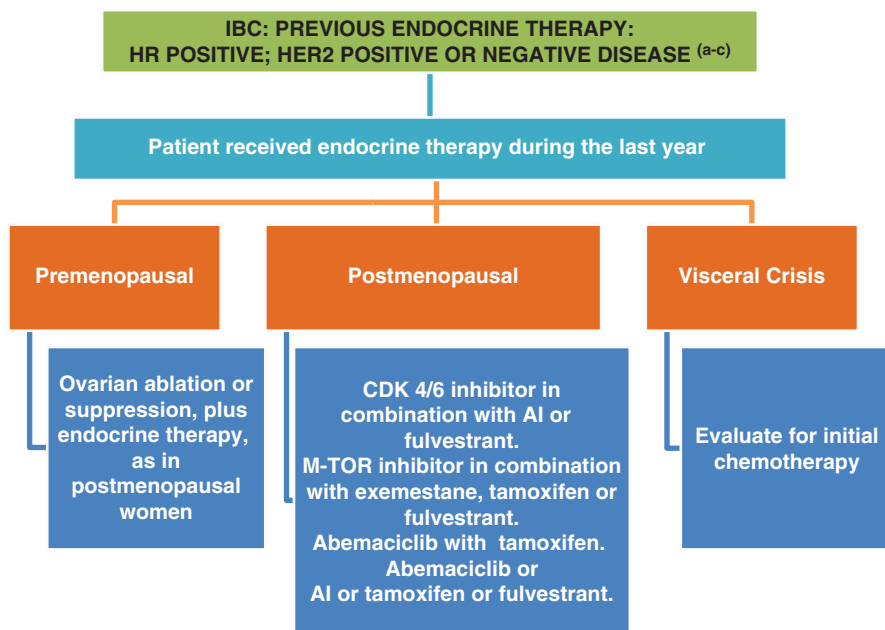 IBC: PREVIOUS ENDOCRINE THERAPY:
HR POSITIVE; HER2 POSITIVE OR NEGATIVE DISEASE (a-c)
Patient received endocrine therapy during the last year
Premenopausal
Postmenopausal
Visceral Crisis
Ovarian ablation or
suppression, plus
endocrine therapy,
as in
postmenopausal
women
CDK 4/6 inhibitor in
combination with AI or
fulvestrant.
M-TOR inhibitor in combination
with exemestane, tamoxifen or
fulvestrant.
Abemaciclib with tamoxifen.
Abemaciclib or
AI or tamoxifen or fulvestrant.
Evaluate for initial
chemotherapy